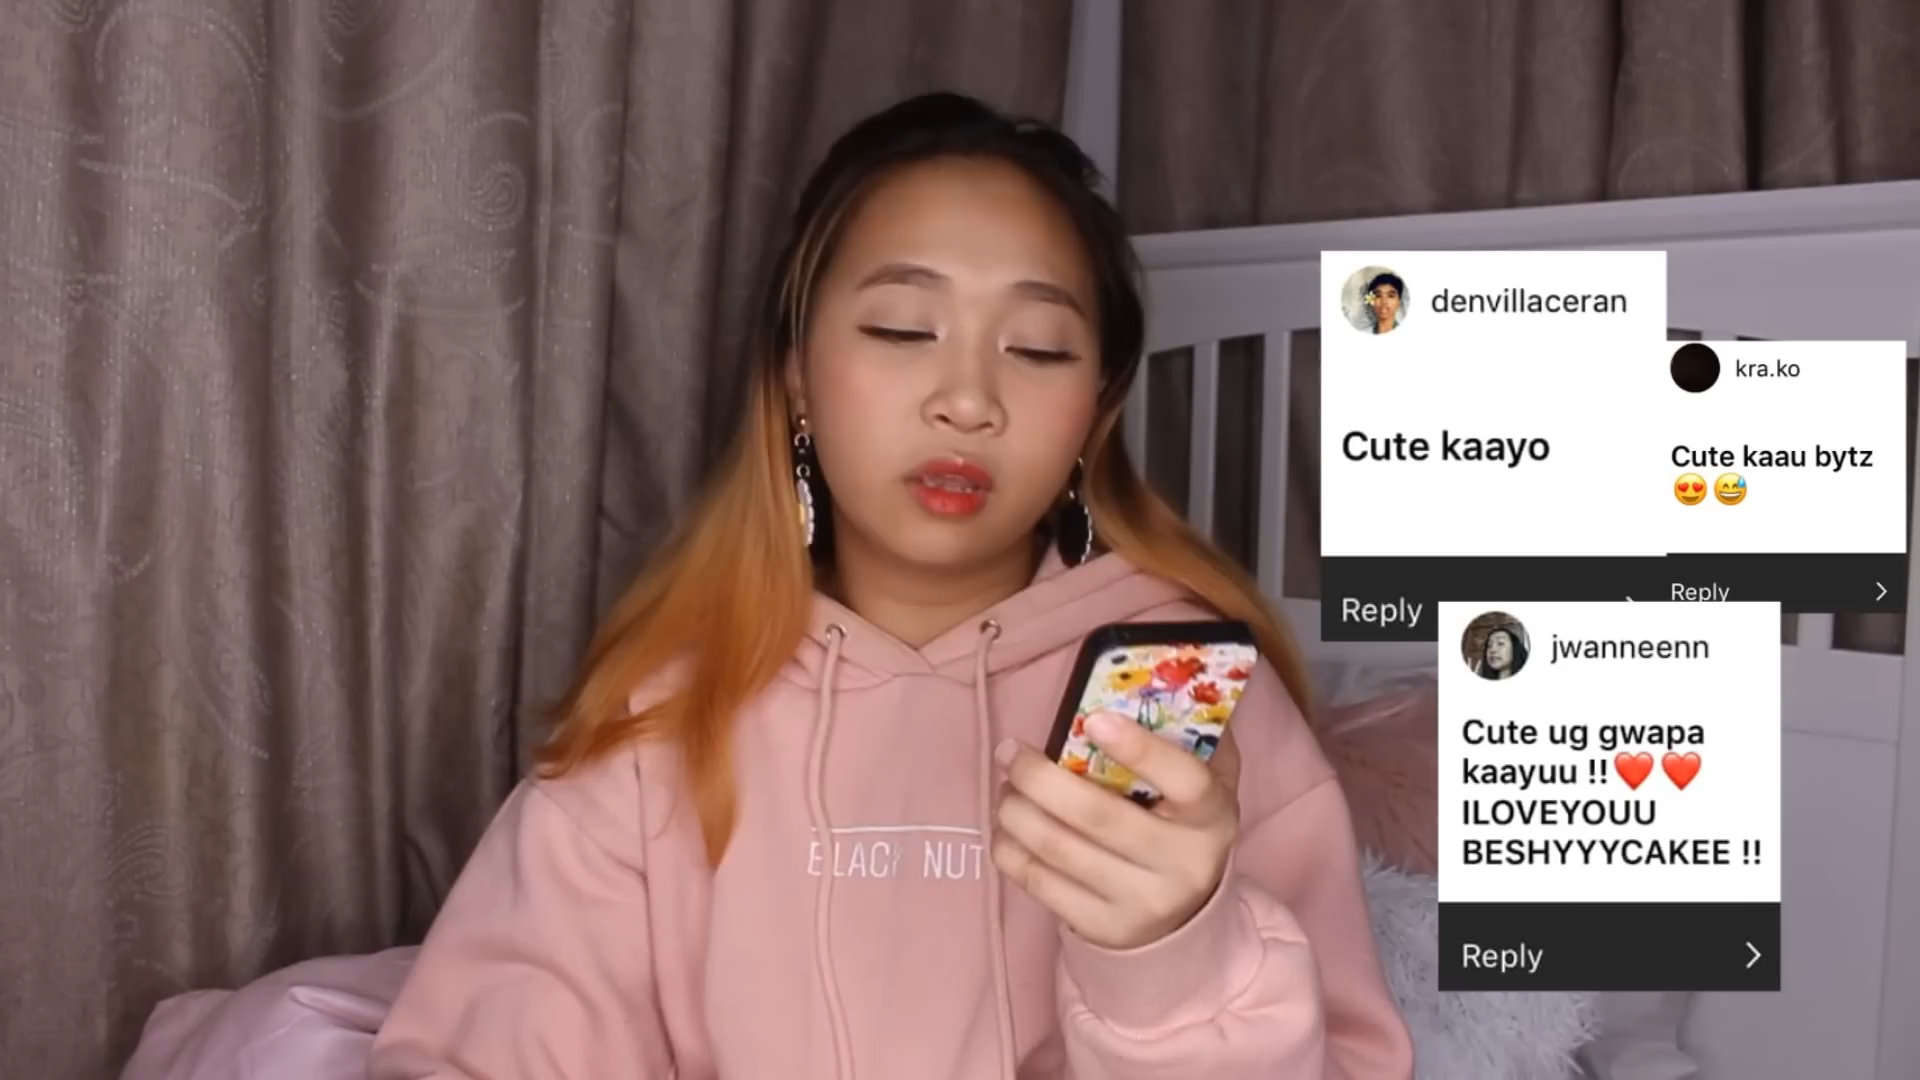 denvillaceran
Cute kaayo
Reply
kra.ko
Cute kaau bytz
😍😅
Reply
jwanneenn
Cute ug gwapa
kaayuu !!❤️❤️
ILOVEYOUU
BESHYYYCAKEE !!
Reply
BLACK NUT